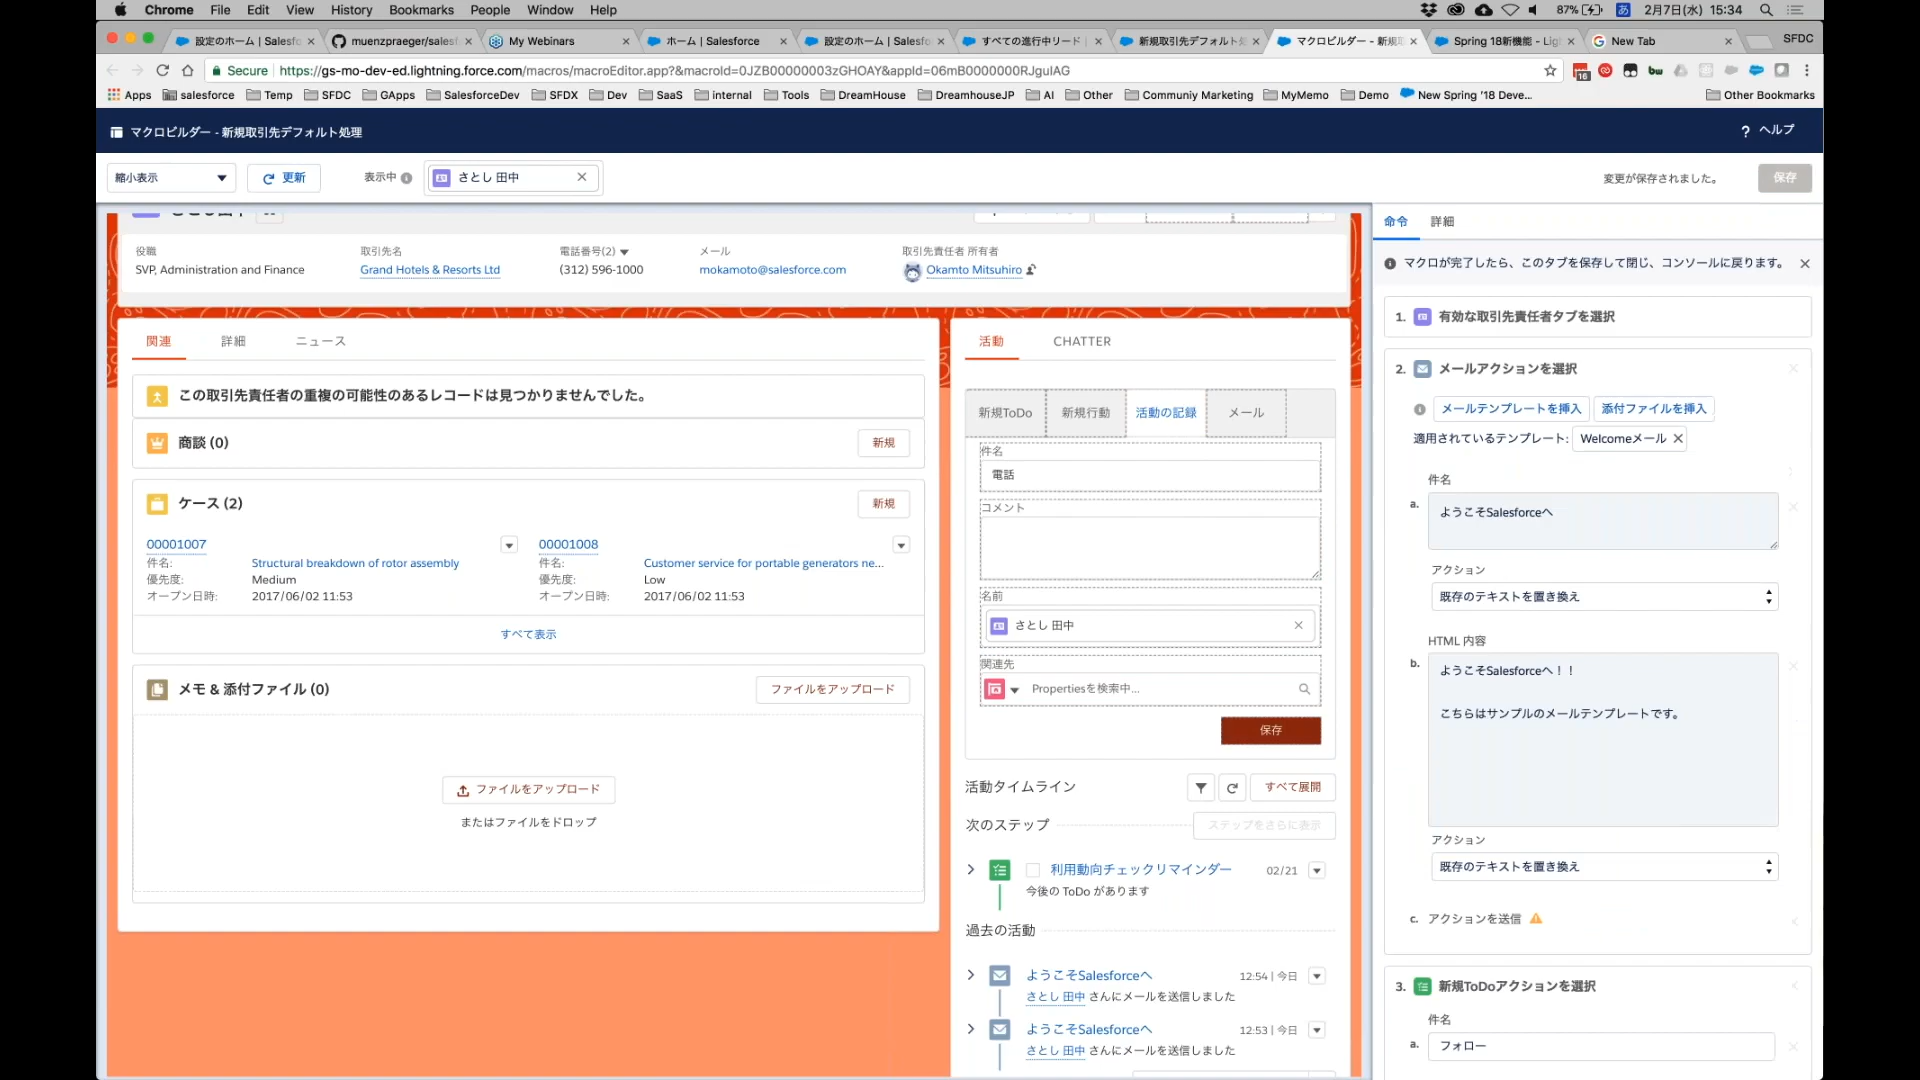 Chrome File Edit View History Bookmarks People Window Help
87% あ 2月7日(水) 15:34
設定のホーム | Salesfo muenzpraeger/salest My Webinars ホーム | Salesforce 設定のホーム | Salesfo すべての進行中リード | 新規取引先デフォルト処 マクロビルダー - 新規取 Spring 18新機能 - Ligh New Tab SFDC
Secure https://gs-mo-dev-ed.lightning.force.com/macros/macroEditor.app?&macroId=0JZB00000003zGHOAY&appId=06mB0000000RJguIAG
16
Apps salesforce Temp SFDC GApps SalesforceDev SFDX Dev SaaS internal Tools DreamHouse DreamhouseJP AI Other Communiy Marketing MyMemo Demo New Spring '18 Deve... Other Bookmarks
マクロビルダー - 新規取引先デフォルト処理
? ヘルプ
縮小表示 更新 表示中 さとし 田中
変更が保存されました。 保存
役職
SVP, Administration and Finance
取引先名
Grand Hotels & Resorts Ltd
電話番号(2)
(312) 596-1000
メール
mokamoto@salesforce.com
取引先責任者 所有者
Okamto Mitsuhiro
関連 詳細 ニュース
この取引先責任者の重複の可能性のあるレコードは見つかりませんでした。
商談 (0) 新規
ケース (2) 新規
00001007
件名: Structural breakdown of rotor assembly
優先度: Medium
オープン日時: 2017/06/02 11:53
00001008
件名: Customer service for portable generators ne...
優先度: Low
オープン日時: 2017/06/02 11:53
すべて表示
メモ & 添付ファイル (0) ファイルをアップロード
ファイルをアップロード
またはファイルをドロップ
活動 CHATTER
新規ToDo 新規行動 活動の記録 メール
件名
電話
コメント
名前
さとし 田中
関連先
Propertiesを検索中...
保存
活動タイムライン すべて展開
次のステップ ステップをさらに表示
利用動向チェックリマインダー 02/21
今後の ToDo があります
過去の活動
ようこそSalesforceへ 12:54 | 今日
さとし 田中 さんにメールを送信しました
ようこそSalesforceへ 12:53 | 今日
さとし 田中 さんにメールを送信しました
命令 詳細
マクロが完了したら、このタブを保存して閉じ、コンソールに戻ります。
1. 有効な取引先責任者タブを選択
2. メールアクションを選択
メールテンプレートを挿入 添付ファイルを挿入
適用されているテンプレート: Welcomeメール
件名
a. ようこそSalesforceへ
アクション
既存のテキストを置き換え
HTML 内容
b. ようこそSalesforceへ！！
こちらはサンプルのメールテンプレートです。
アクション
既存のテキストを置き換え
c. アクションを送信
3. 新規ToDoアクションを選択
件名
a. フォロー